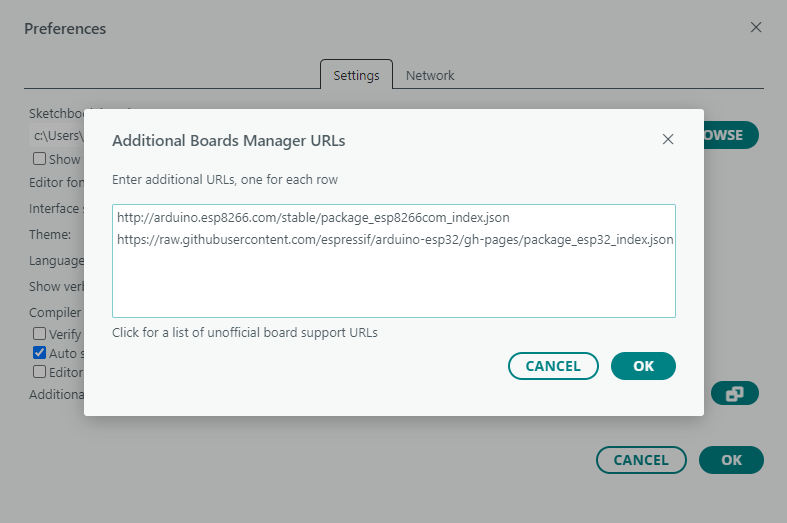 Preferences
Settings
Network
Sketchbook
c:\Users\
OWSE
Show
Editor fon
Interface s
Theme:
Language
Show verb
Compiler
Verify
Auto s
Editor
Additiona
Additional Boards Manager URLs
Enter additional URLs, one for each row
http://arduino.esp8266.com/stable/package_esp8266com_index.json
https://raw.githubusercontent.com/espressif/arduino-esp32/gh-pages/package_esp32_index.json
Click for a list of unofficial board support URLs
CANCEL
OK
CANCEL
OK